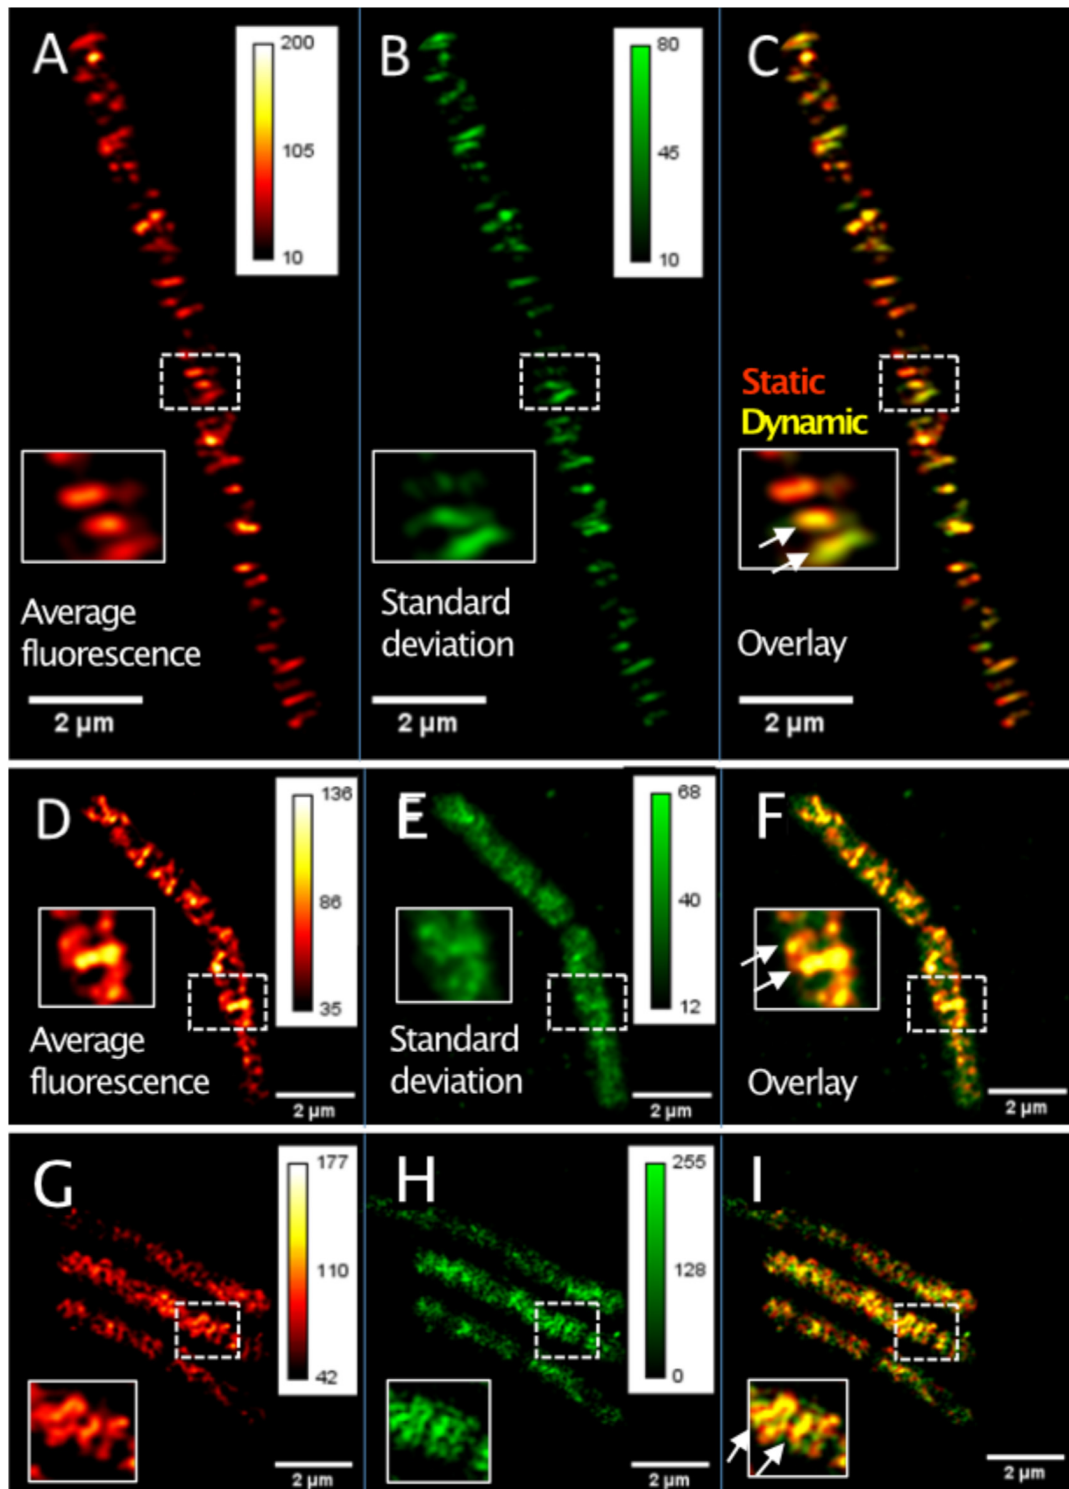 A
200
105
10
Average
fluorescence
2 µm
B
80
45
10
Standard
deviation
2 µm
C
Static
Dynamic
Overlay
2 µm
D
136
86
35
Average
fluorescence
2 µm
E
68
40
12
Standard
deviation
2 µm
F
Overlay
2 µm
G
177
110
42
2 µm
H
255
128
0
2 µm
I
2 µm